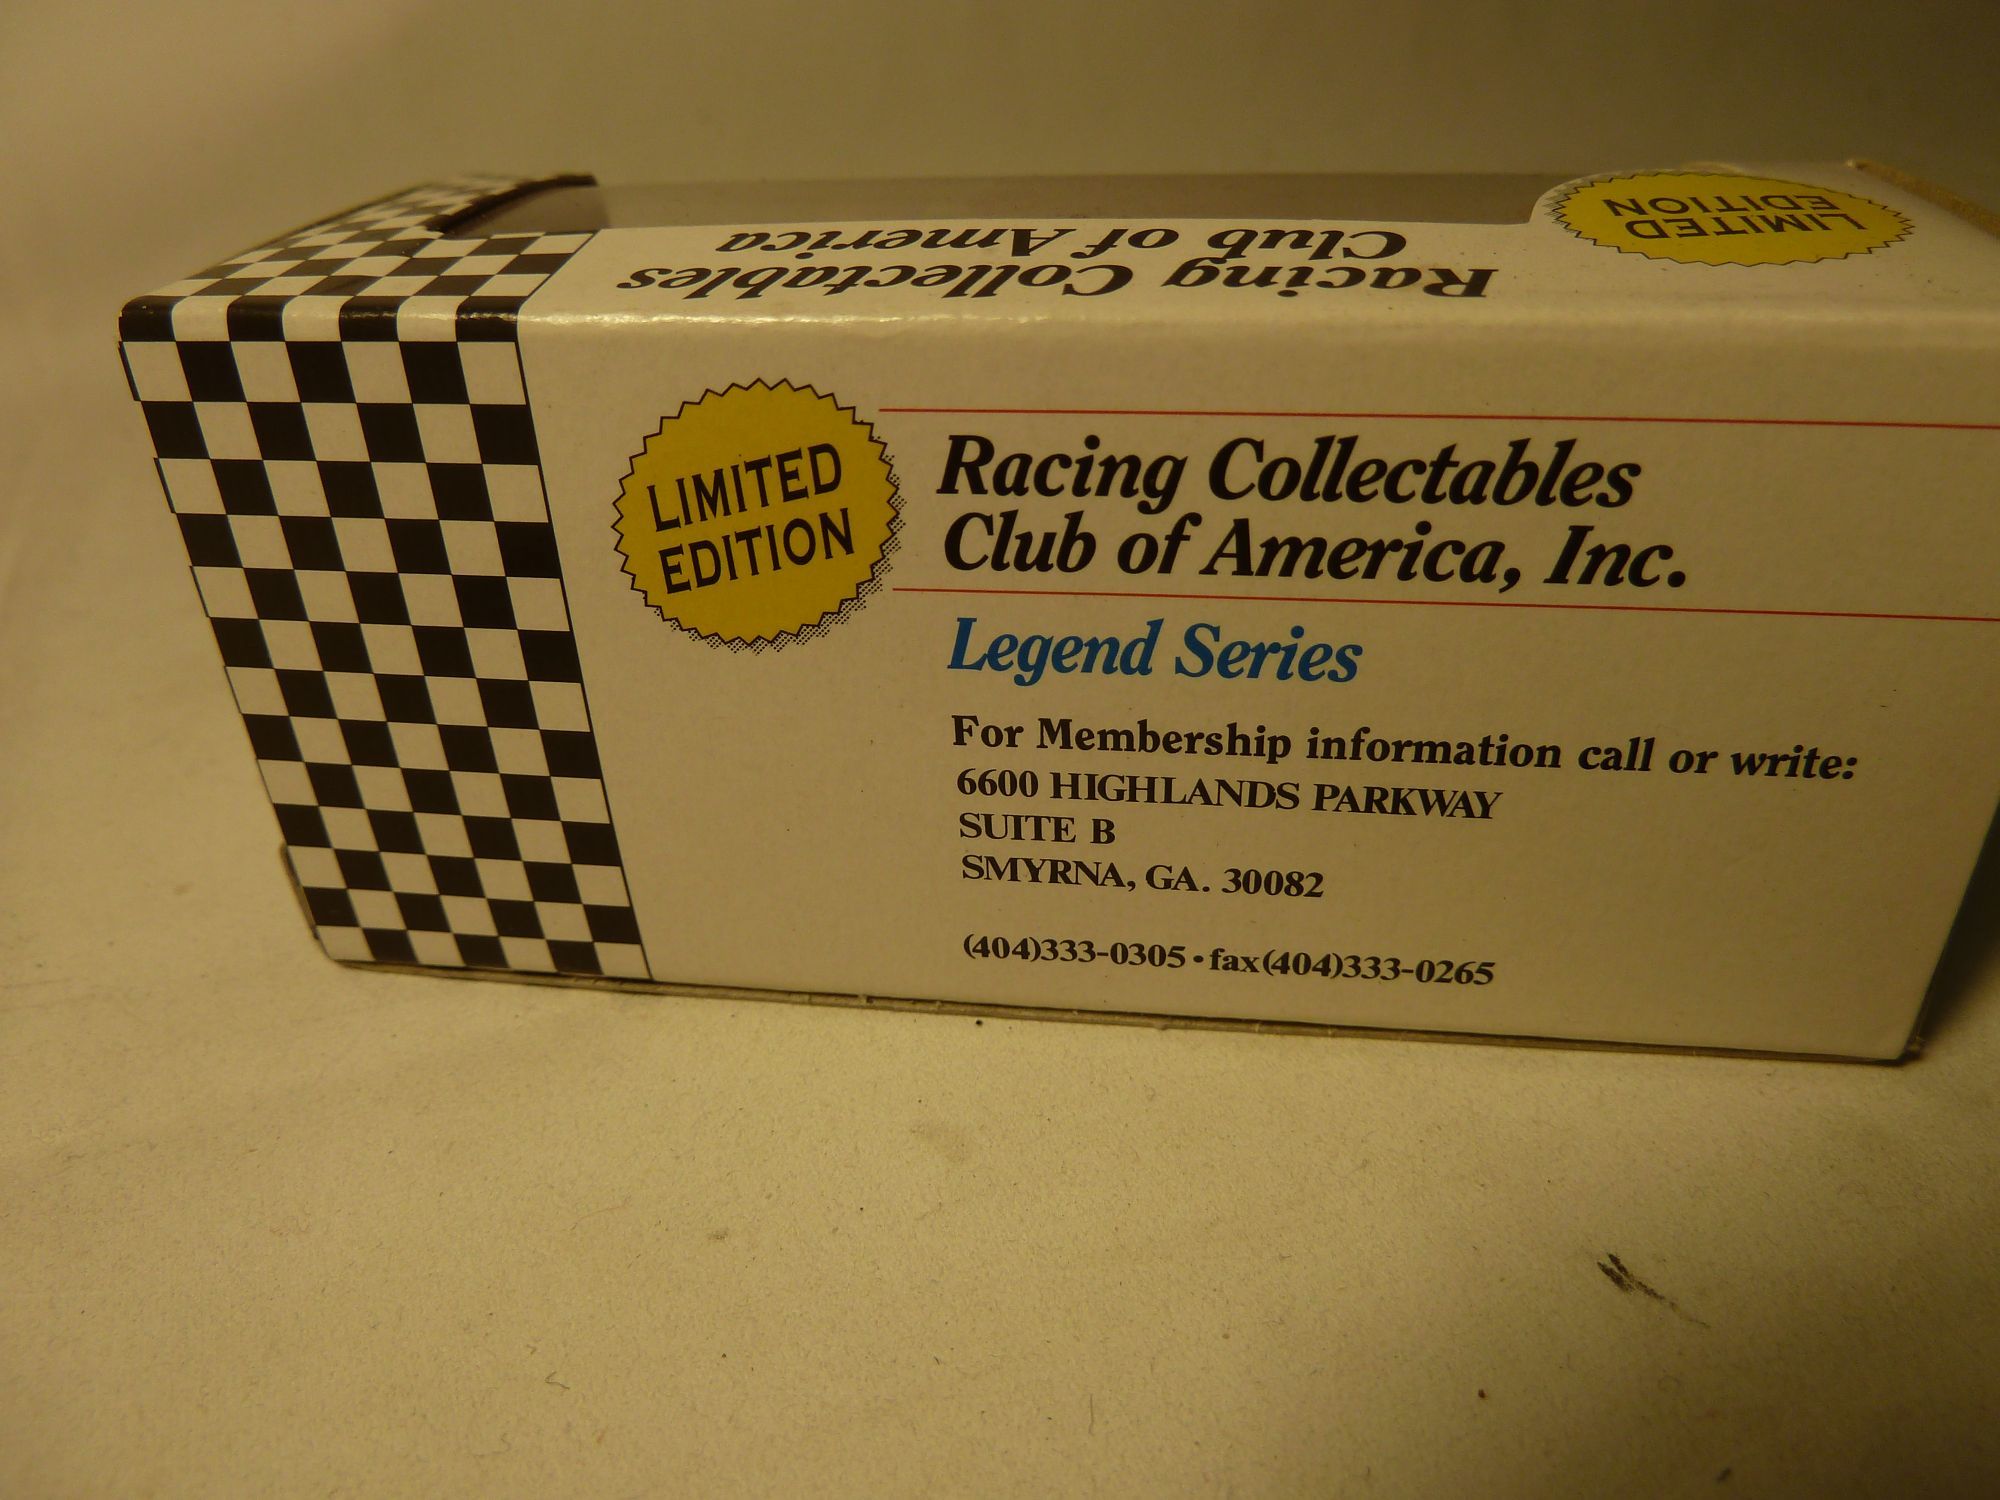 Racing Collectables
Club of America
LIMITED
EDITION
LIMITED
EDITION
Racing Collectables
Club of America, Inc.
Legend Series
For Membership information call or write:
6600 HIGHLANDS PARKWAY
SUITE B
SMYRNA, GA. 30082
(404)333-0305•fax(404)333-0265